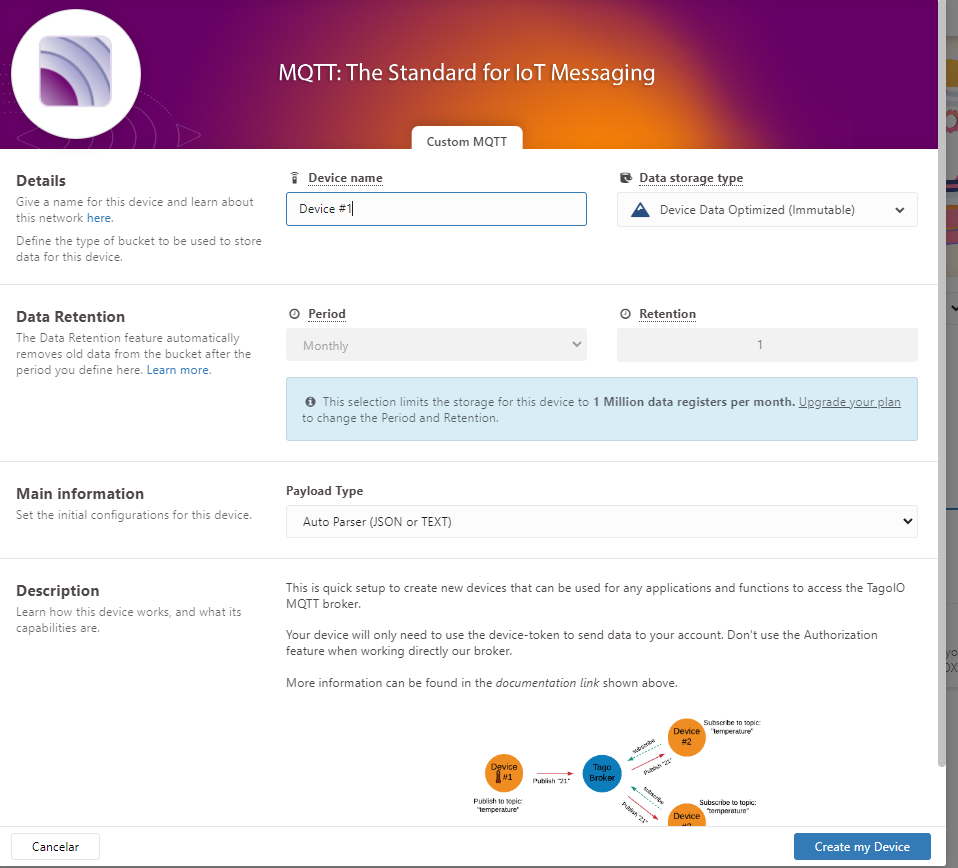 MQTT: The Standard for IoT Messaging
Custom MQTT
Details
Give a name for this device and learn about
this network here.
Define the type of bucket to be used to store
data for this device.
Device name
Device #1
Data storage type
Device Data Optimized (Immutable)
Data Retention
The Data Retention feature automatically
removes old data from the bucket after the
period you define here. Learn more.
Period
Monthly
Retention
1
This selection limits the storage for this device to 1 Million data registers per month. Upgrade your plan
to change the Period and Retention.
Main information
Set the initial configurations for this device.
Payload Type
Auto Parser (JSON or TEXT)
Description
Learn how this device works, and what its
capabilities are.
This is quick setup to create new devices that can be used for any applications and functions to access the TagoIO
MQTT broker.
Your device will only need to use the device-token to send data to your account. Don't use the Authorization
feature when working directly our broker.
More information can be found in the documentation link shown above.
Device
#1
Publish to topic:
"temperature"
Publish "21"
Tago
Broker
subscribe
Publish "21"
Device
#2
Subscribe to topic:
"temperature"
subscribe
Publish "21"
Device
Subscribe to topic:
"temperature"
Cancelar
Create my Device